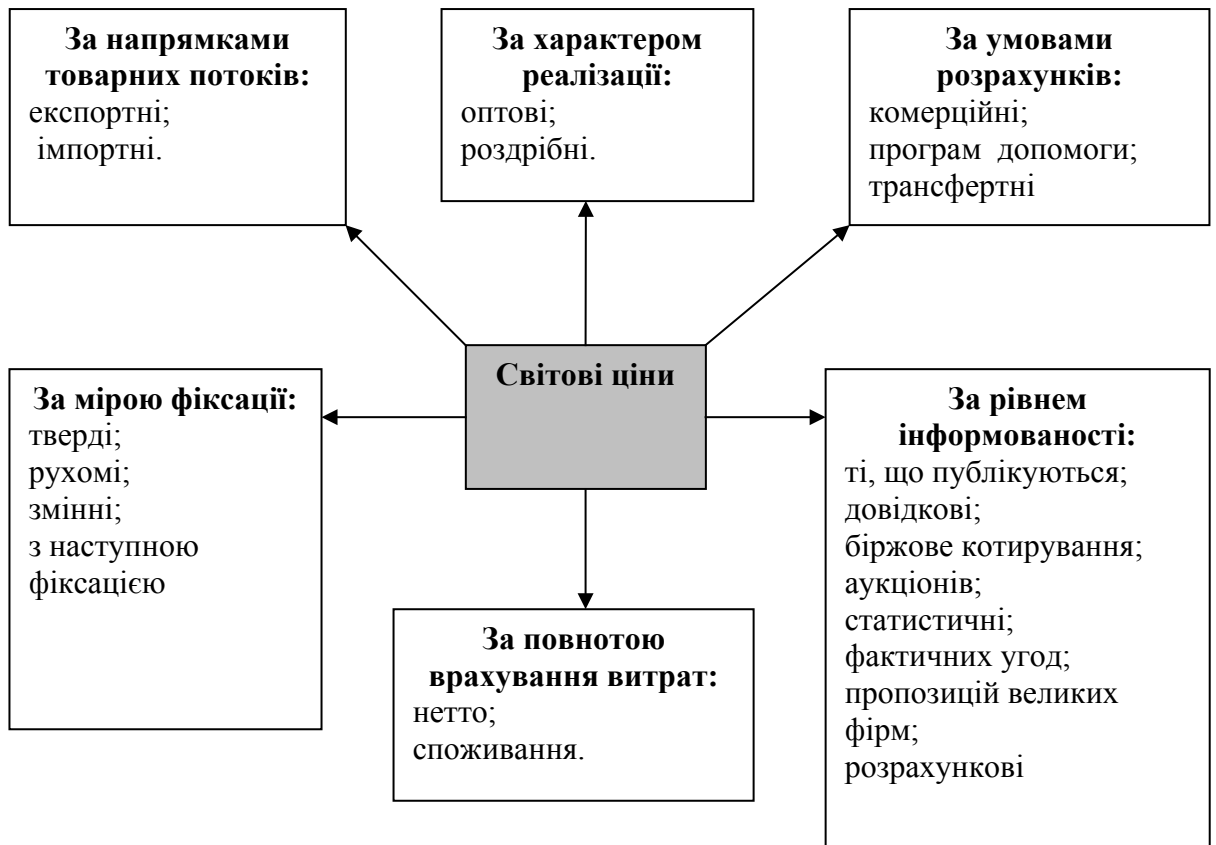 За напрямками
товарних потоків:
експортні;
імпортні.
За характером
реалізації:
оптові;
роздрібні.
За умовами
розрахунків:
комерційні;
програм допомоги;
трансфертні
Світові ціни
За мірою фіксації:
тверді;
рухомі;
змінні;
з наступною
фіксацією
За рівнем
інформованості:
ті, що публікуються;
довідкові;
біржове котирування;
аукціонів;
статистичні;
фактичних угод;
пропозицій великих
фірм;
розрахункові
За повнотою
врахування витрат:
нетто;
споживання.